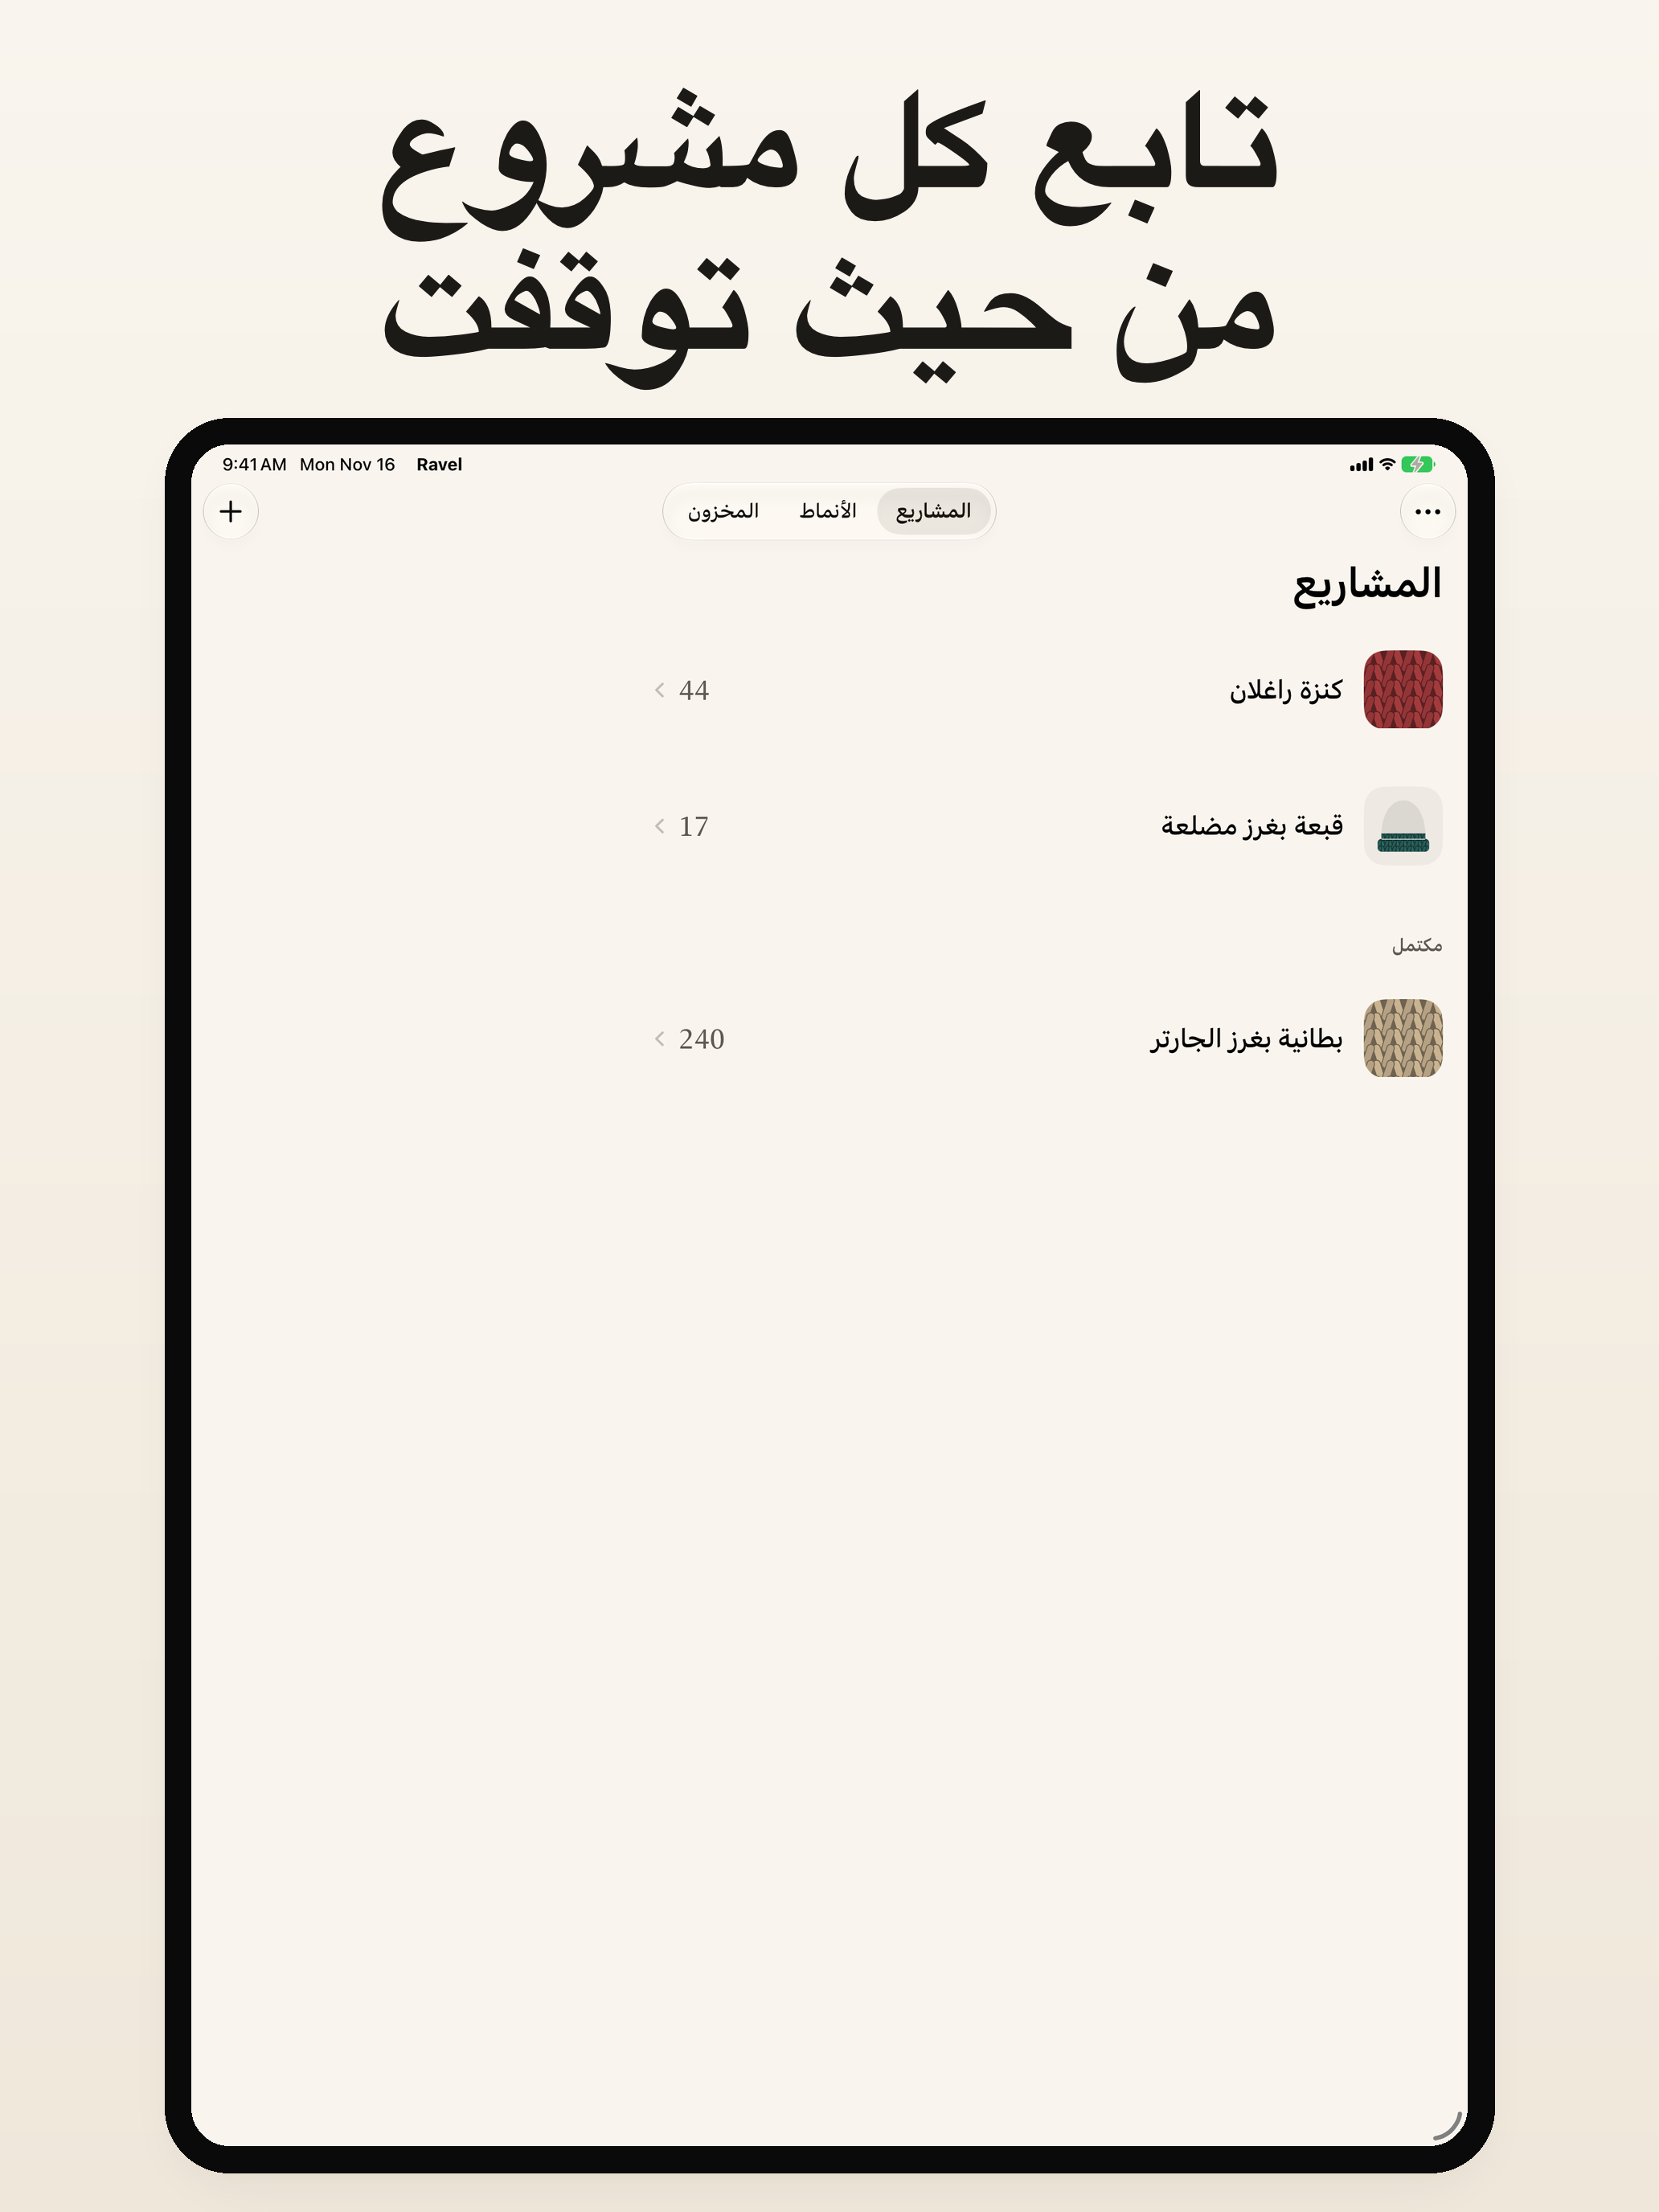 تابع كل مشروع
من حيث توقفت
9:41 AM Mon Nov 16 Ravel
المشاريع الأنماط المخزون
المشاريع
كنزة راغلان 44
قبعة بغرز مضلعة 17
مكتمل
بطانية بغرز الجارتر 240